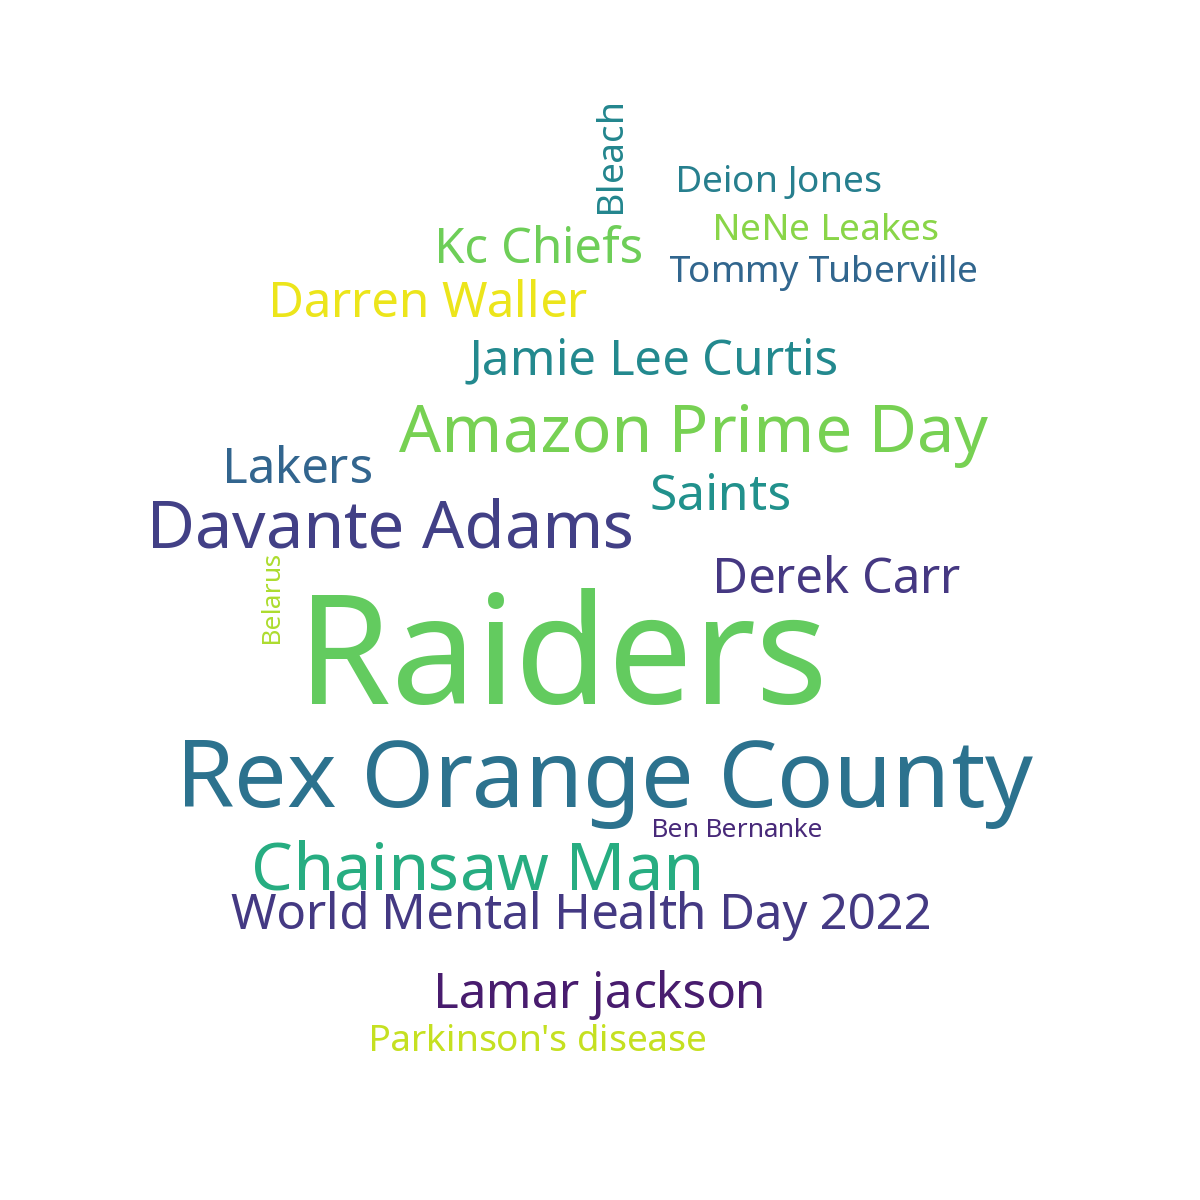 Bleach
Deion Jones
NeNe Leakes
Kc Chiefs
Tommy Tuberville
Darren Waller
Jamie Lee Curtis
Amazon Prime Day
Lakers
Saints
Davante Adams
Derek Carr
Belarus
Raiders
Rex Orange County
Ben Bernanke
Chainsaw Man
World Mental Health Day 2022
Lamar jackson
Parkinson's disease